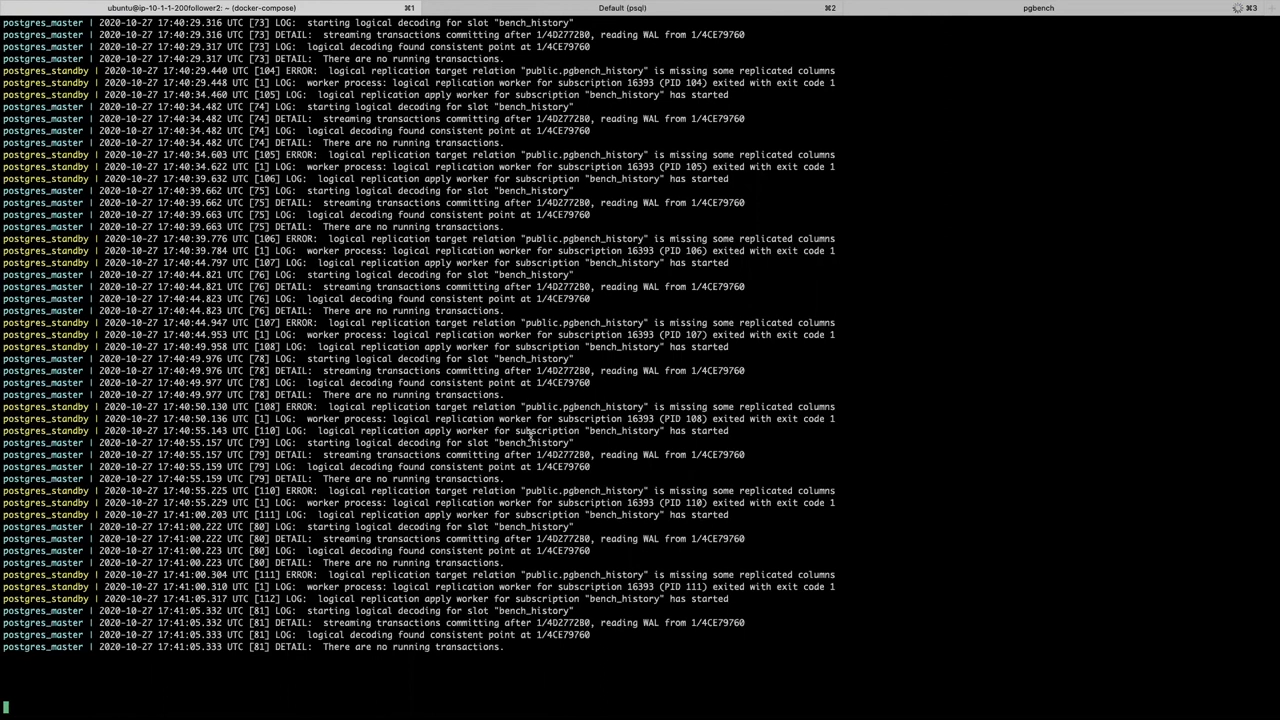 ubuntu@ip-10-1-1-200follower2: ~ (docker-compose) ⌘1 Default (psql) ⌘2 pgbench ⌘3
postgres_master | 2020-10-27 17:40:29.316 UTC [73] LOG: starting logical decoding for slot "bench_history"
postgres_master | 2020-10-27 17:40:29.316 UTC [73] DETAIL: streaming transactions committing after 1/4D2772B0, reading WAL from 1/4CE79760
postgres_master | 2020-10-27 17:40:29.317 UTC [73] LOG: logical decoding found consistent point at 1/4CE79760
postgres_master | 2020-10-27 17:40:29.317 UTC [73] DETAIL: There are no running transactions.
postgres_standby | 2020-10-27 17:40:29.440 UTC [104] ERROR: logical replication target relation "public.pgbench_history" is missing some replicated columns
postgres_standby | 2020-10-27 17:40:29.448 UTC [1] LOG: worker process: logical replication worker for subscription 16393 (PID 104) exited with exit code 1
postgres_standby | 2020-10-27 17:40:34.460 UTC [105] LOG: logical replication apply worker for subscription "bench_history" has started
postgres_master | 2020-10-27 17:40:34.482 UTC [74] LOG: starting logical decoding for slot "bench_history"
postgres_master | 2020-10-27 17:40:34.482 UTC [74] DETAIL: streaming transactions committing after 1/4D2772B0, reading WAL from 1/4CE79760
postgres_master | 2020-10-27 17:40:34.482 UTC [74] LOG: logical decoding found consistent point at 1/4CE79760
postgres_master | 2020-10-27 17:40:34.482 UTC [74] DETAIL: There are no running transactions.
postgres_standby | 2020-10-27 17:40:34.603 UTC [105] ERROR: logical replication target relation "public.pgbench_history" is missing some replicated columns
postgres_standby | 2020-10-27 17:40:34.622 UTC [1] LOG: worker process: logical replication worker for subscription 16393 (PID 105) exited with exit code 1
postgres_standby | 2020-10-27 17:40:39.632 UTC [106] LOG: logical replication apply worker for subscription "bench_history" has started
postgres_master | 2020-10-27 17:40:39.662 UTC [75] LOG: starting logical decoding for slot "bench_history"
postgres_master | 2020-10-27 17:40:39.662 UTC [75] DETAIL: streaming transactions committing after 1/4D2772B0, reading WAL from 1/4CE79760
postgres_master | 2020-10-27 17:40:39.663 UTC [75] LOG: logical decoding found consistent point at 1/4CE79760
postgres_master | 2020-10-27 17:40:39.663 UTC [75] DETAIL: There are no running transactions.
postgres_standby | 2020-10-27 17:40:39.776 UTC [106] ERROR: logical replication target relation "public.pgbench_history" is missing some replicated columns
postgres_standby | 2020-10-27 17:40:39.784 UTC [1] LOG: worker process: logical replication worker for subscription 16393 (PID 106) exited with exit code 1
postgres_standby | 2020-10-27 17:40:44.797 UTC [107] LOG: logical replication apply worker for subscription "bench_history" has started
postgres_master | 2020-10-27 17:40:44.821 UTC [76] LOG: starting logical decoding for slot "bench_history"
postgres_master | 2020-10-27 17:40:44.821 UTC [76] DETAIL: streaming transactions committing after 1/4D2772B0, reading WAL from 1/4CE79760
postgres_master | 2020-10-27 17:40:44.823 UTC [76] LOG: logical decoding found consistent point at 1/4CE79760
postgres_master | 2020-10-27 17:40:44.823 UTC [76] DETAIL: There are no running transactions.
postgres_standby | 2020-10-27 17:40:44.947 UTC [107] ERROR: logical replication target relation "public.pgbench_history" is missing some replicated columns
postgres_standby | 2020-10-27 17:40:44.953 UTC [1] LOG: worker process: logical replication worker for subscription 16393 (PID 107) exited with exit code 1
postgres_standby | 2020-10-27 17:40:49.958 UTC [108] LOG: logical replication apply worker for subscription "bench_history" has started
postgres_master | 2020-10-27 17:40:49.976 UTC [78] LOG: starting logical decoding for slot "bench_history"
postgres_master | 2020-10-27 17:40:49.976 UTC [78] DETAIL: streaming transactions committing after 1/4D2772B0, reading WAL from 1/4CE79760
postgres_master | 2020-10-27 17:40:49.977 UTC [78] LOG: logical decoding found consistent point at 1/4CE79760
postgres_master | 2020-10-27 17:40:49.977 UTC [78] DETAIL: There are no running transactions.
postgres_standby | 2020-10-27 17:40:50.130 UTC [108] ERROR: logical replication target relation "public.pgbench_history" is missing some replicated columns
postgres_standby | 2020-10-27 17:40:50.136 UTC [1] LOG: worker process: logical replication worker for subscription 16393 (PID 108) exited with exit code 1
postgres_standby | 2020-10-27 17:40:55.143 UTC [110] LOG: logical replication apply worker for subscription "bench_history" has started
postgres_master | 2020-10-27 17:40:55.157 UTC [79] LOG: starting logical decoding for slot "bench_history"
postgres_master | 2020-10-27 17:40:55.157 UTC [79] DETAIL: streaming transactions committing after 1/4D2772B0, reading WAL from 1/4CE79760
postgres_master | 2020-10-27 17:40:55.159 UTC [79] LOG: logical decoding found consistent point at 1/4CE79760
postgres_master | 2020-10-27 17:40:55.159 UTC [79] DETAIL: There are no running transactions.
postgres_standby | 2020-10-27 17:40:55.225 UTC [110] ERROR: logical replication target relation "public.pgbench_history" is missing some replicated columns
postgres_standby | 2020-10-27 17:40:55.229 UTC [1] LOG: worker process: logical replication worker for subscription 16393 (PID 110) exited with exit code 1
postgres_standby | 2020-10-27 17:41:00.203 UTC [111] LOG: logical replication apply worker for subscription "bench_history" has started
postgres_master | 2020-10-27 17:41:00.222 UTC [80] LOG: starting logical decoding for slot "bench_history"
postgres_master | 2020-10-27 17:41:00.222 UTC [80] DETAIL: streaming transactions committing after 1/4D2772B0, reading WAL from 1/4CE79760
postgres_master | 2020-10-27 17:41:00.223 UTC [80] LOG: logical decoding found consistent point at 1/4CE79760
postgres_master | 2020-10-27 17:41:00.223 UTC [80] DETAIL: There are no running transactions.
postgres_standby | 2020-10-27 17:41:00.304 UTC [111] ERROR: logical replication target relation "public.pgbench_history" is missing some replicated columns
postgres_standby | 2020-10-27 17:41:00.310 UTC [1] LOG: worker process: logical replication worker for subscription 16393 (PID 111) exited with exit code 1
postgres_standby | 2020-10-27 17:41:05.317 UTC [112] LOG: logical replication apply worker for subscription "bench_history" has started
postgres_master | 2020-10-27 17:41:05.332 UTC [81] LOG: starting logical decoding for slot "bench_history"
postgres_master | 2020-10-27 17:41:05.332 UTC [81] DETAIL: streaming transactions committing after 1/4D2772B0, reading WAL from 1/4CE79760
postgres_master | 2020-10-27 17:41:05.333 UTC [81] LOG: logical decoding found consistent point at 1/4CE79760
postgres_master | 2020-10-27 17:41:05.333 UTC [81] DETAIL: There are no running transactions.